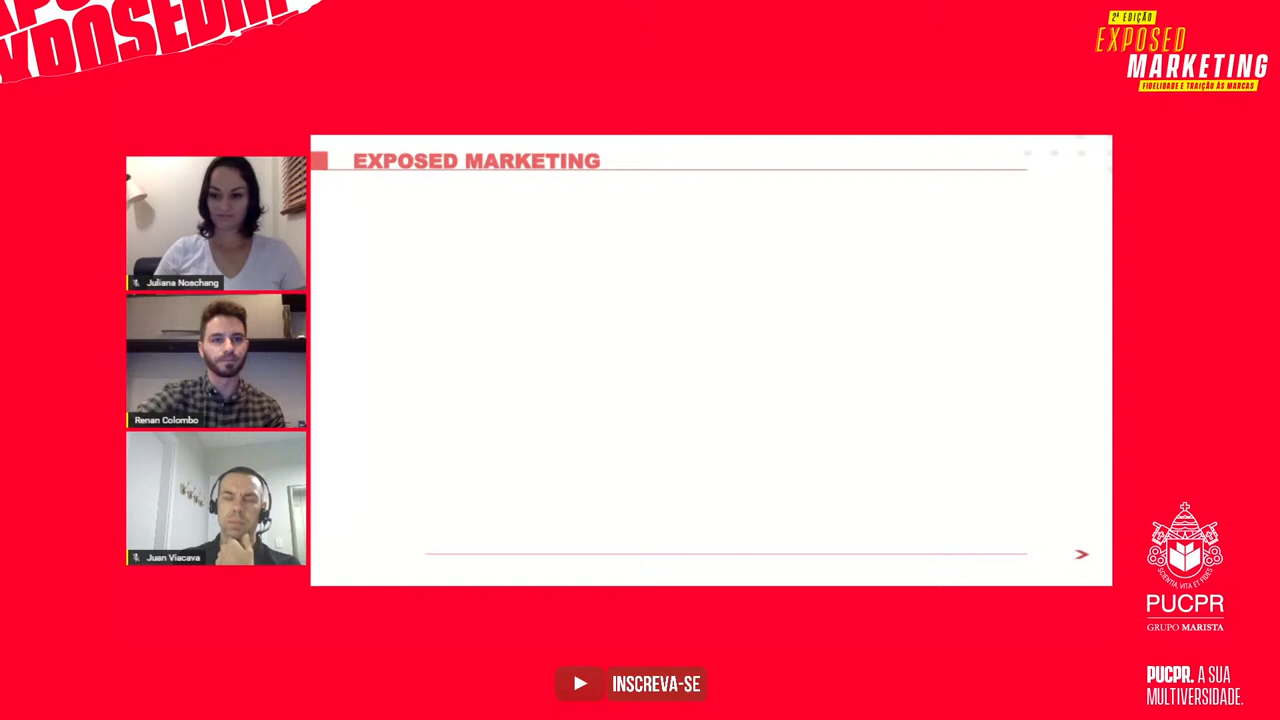 2ª EDIÇÃO
EXPOSED
MARKETING
FIDELIDADE E TRAIÇÃO ÀS MARCAS
EXPOSED MARKETING
Juliana Noschang
Renan Colombo
Juan Viacava
SCIENTIA, VITA ET FIDES
PUCPR
GRUPO MARISTA
INSCREVA-SE
PUCPR. A SUA
MULTIVERSIDADE.